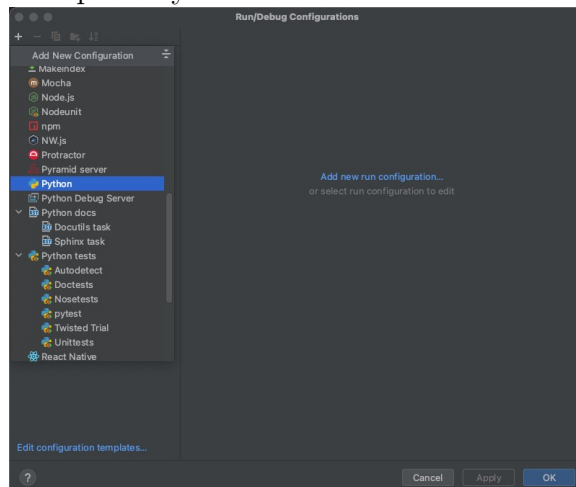 Run/Debug Configurations
Add New Configuration
Makeindex
Mocha
Node.js
Nodeunit
npm
NW.js
Protractor
Pyramid server
Python
Python Debug Server
Python docs
Docutils task
Sphinx task
Python tests
Autodetect
Doctests
Nosetests
pytest
Twisted Trial
Unittests
React Native
Add new run configuration...
or select run configuration to edit
Edit configuration templates...
?
Cancel
Apply
OK